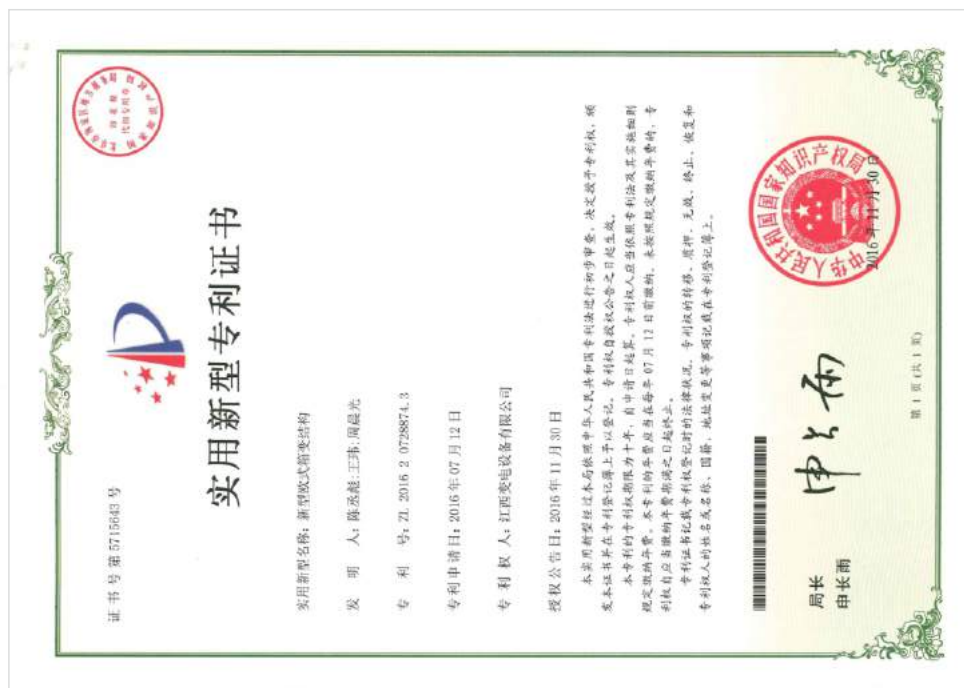 证书号第5715643号
实用新型专利证书
实用新型名称：新型欧式箱变结构
发明人：陈丞彪;王玮;周晨光
专利号：ZL 2016 2 0728874.3
专利申请日：2016年07月12日
专利权人：江西变电设备有限公司
授权公告日：2016年11月30日
本实用新型经过本局依照中华人民共和国专利法进行初步审查，决定授予专利权，颁
发本证书并在专利登记簿上予以登记。专利权自授权公告之日起生效。
本专利的专利权期限为十年，自申请日起算。专利权人应当依照专利法及其实施细则
规定缴纳年费。本专利的年费应当在每年07月12日前缴纳。未按照规定缴纳年费的，专
利权自应当缴纳年费期满之日起终止。
专利证书记载专利权登记时的法律状况。专利权的转移、质押、无效、终止、恢复和
专利权人的姓名或名称、国籍、地址变更等事项记载在专利登记簿上。
局长
申长雨
申长雨
中华人民共和国国家知识产权局
2016年11月30日
第1页(共1页)